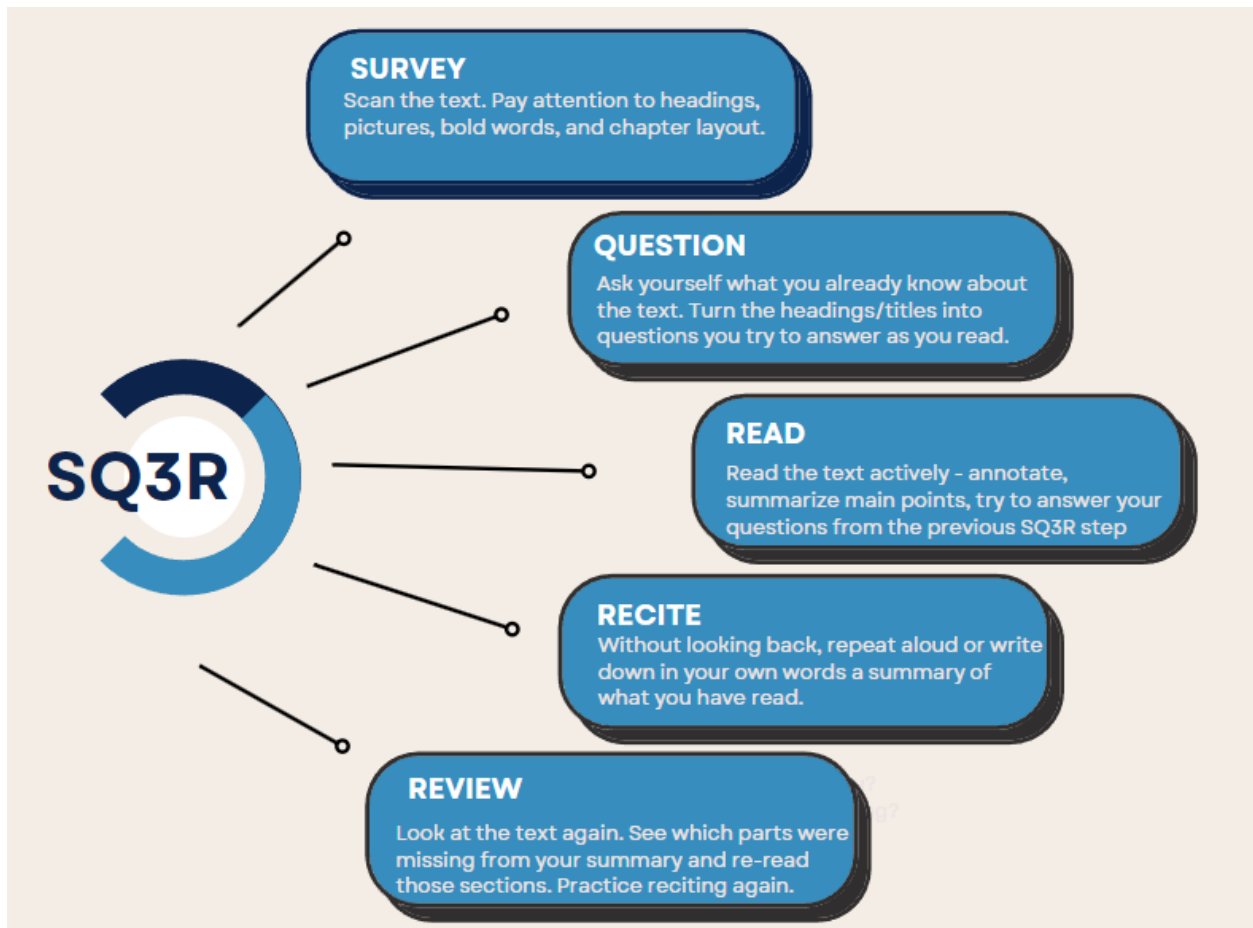 SURVEY
Scan the text. Pay attention to headings,
pictures, bold words, and chapter layout.
QUESTION
Ask yourself what you already know about
the text. Turn the headings/titles into
questions you try to answer as you read.
SQ3R
READ
Read the text actively - annotate,
summarize main points, try to answer your
questions from the previous SQ3R step
RECITE
Without looking back, repeat aloud or write
down in your own words a summary of
what you have read.
REVIEW
Look at the text again. See which parts were
missing from your summary and re-read
those sections. Practice reciting again.